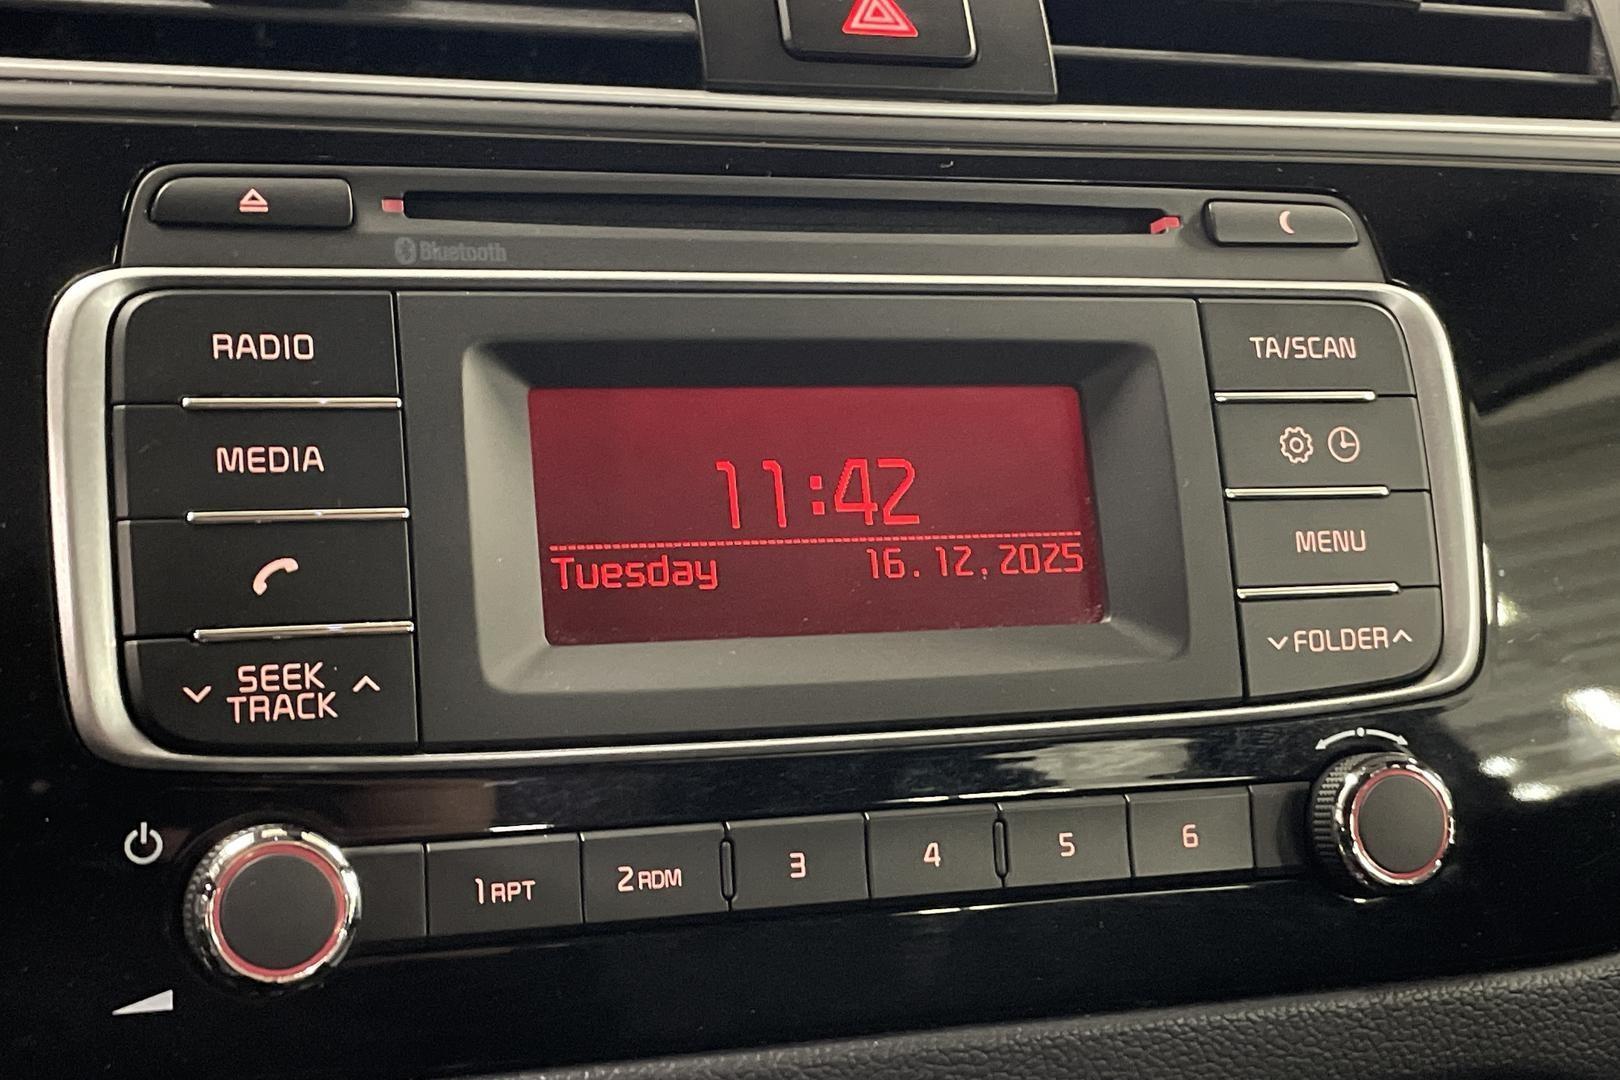 Bluetooth
RADIO
TA/SCAN
MEDIA
11:42
Tuesday 16.12.2025
MENU
SEEK
TRACK
FOLDER
1 RPT
2 RDM
3
4
5
6